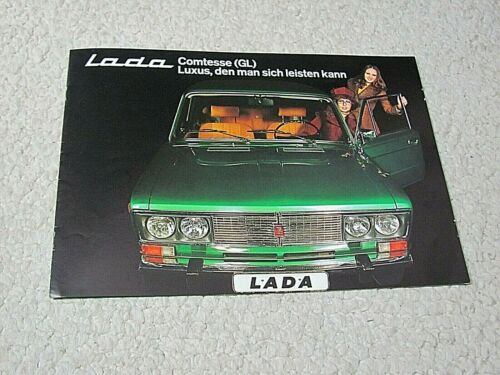 Lada
Comtesse (GL)
Luxus, den man sich leisten kann
LADA